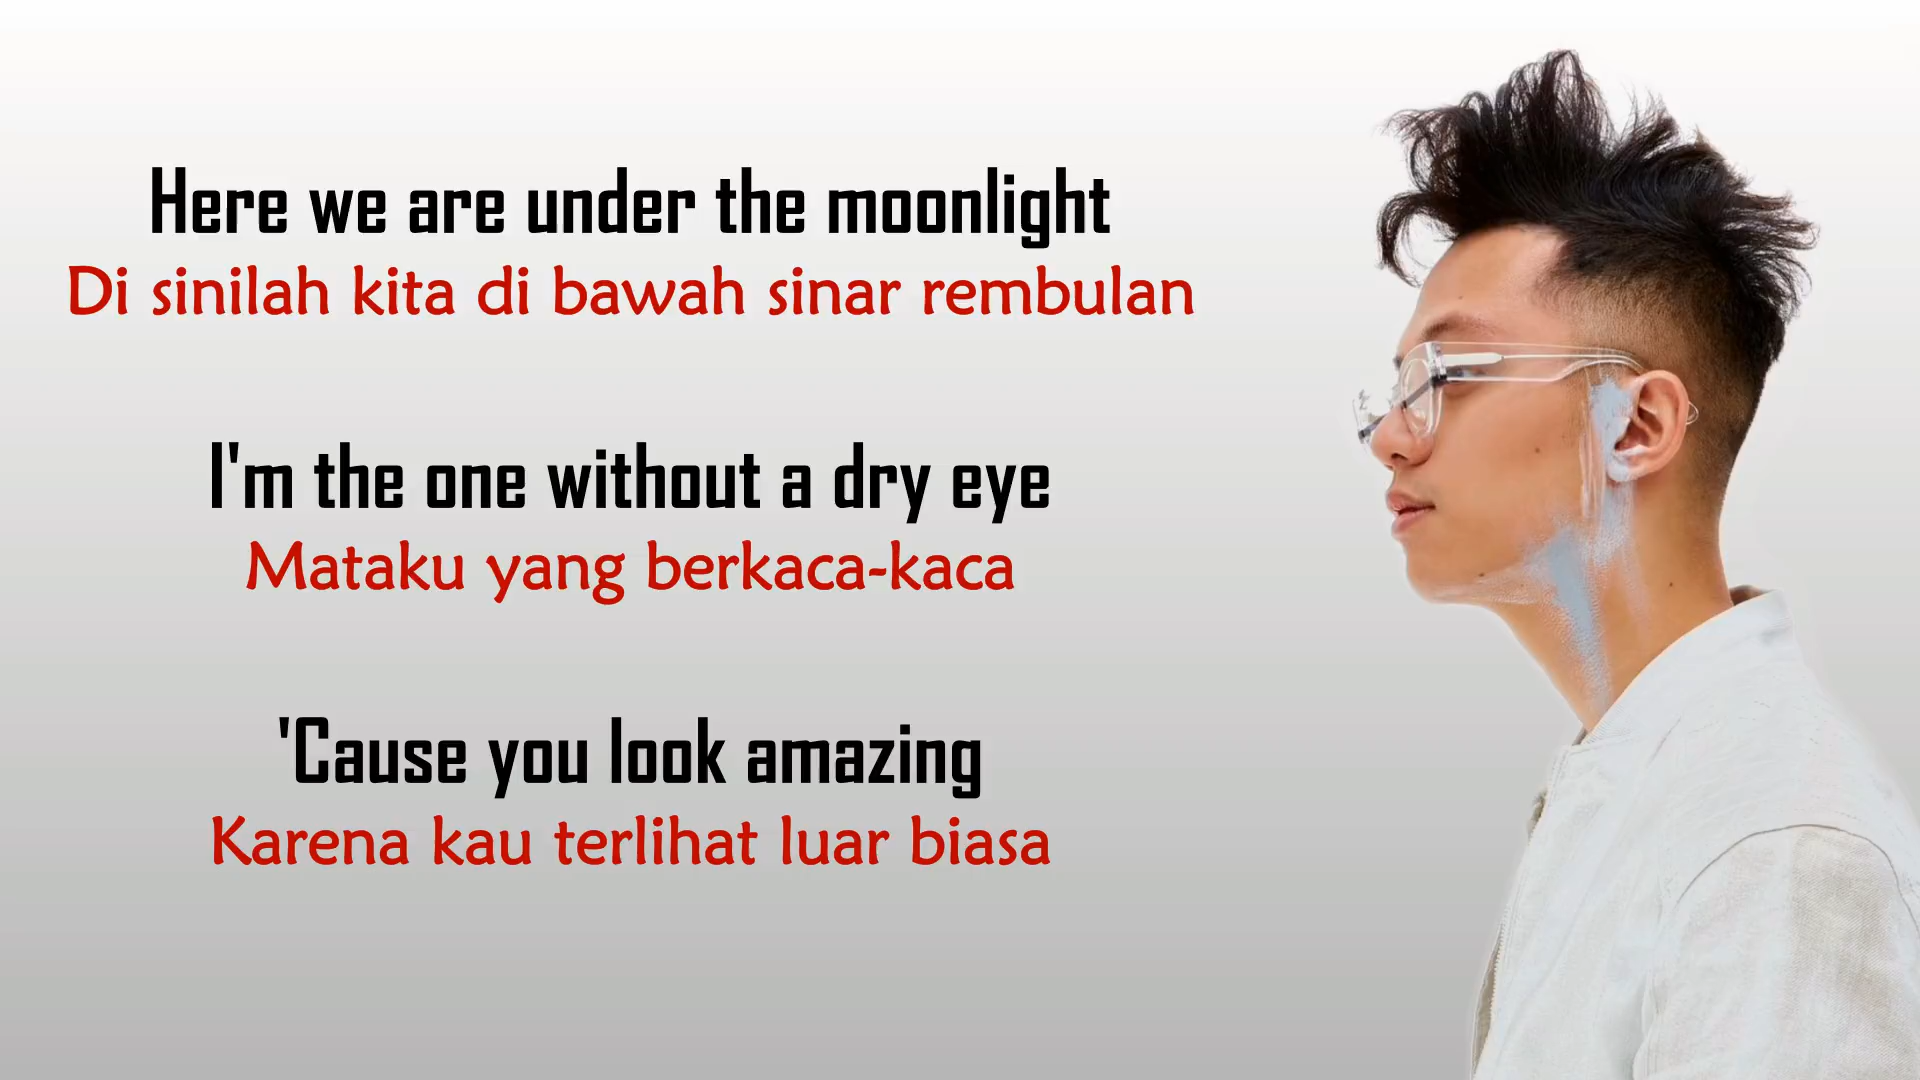 Here we are under the moonlight
Di sinilah kita di bawah sinar rembulan
I'm the one without a dry eye
Mataku yang berkaca-kaca
'Cause you look amazing
Karena kau terlihat luar biasa